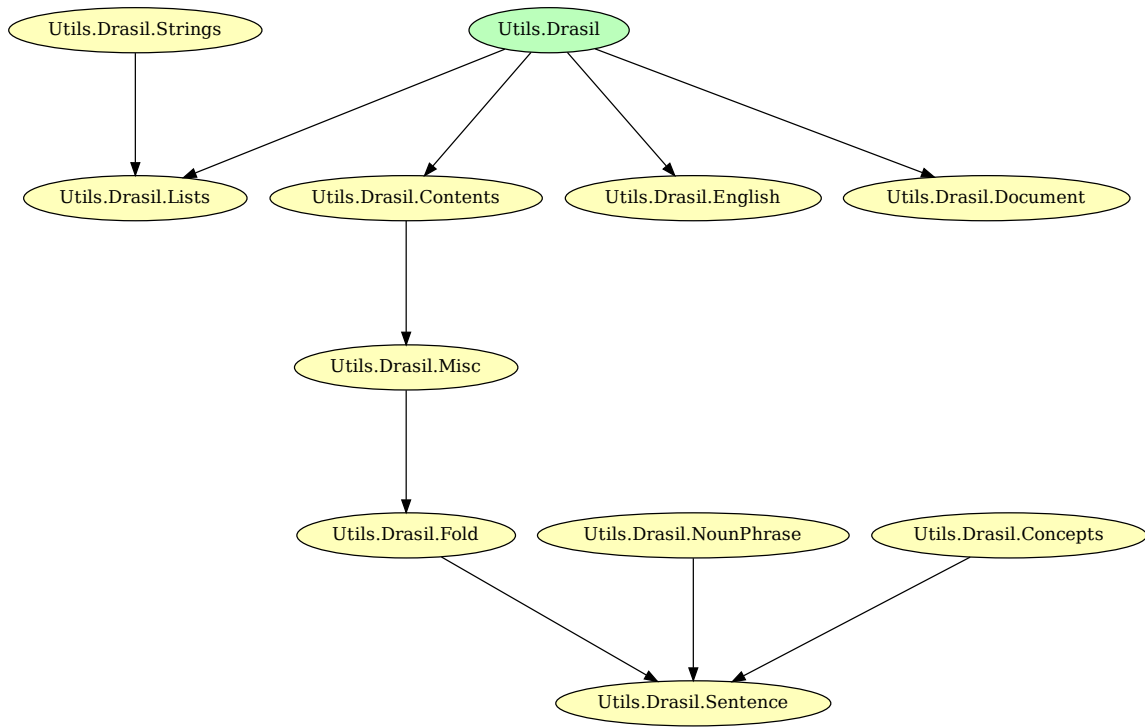 Utils.Drasil.Strings
Utils.Drasil
Utils.Drasil.Lists
Utils.Drasil.Contents
Utils.Drasil.English
Utils.Drasil.Document
Utils.Drasil.Misc
Utils.Drasil.Fold
Utils.Drasil.NounPhrase
Utils.Drasil.Concepts
Utils.Drasil.Sentence